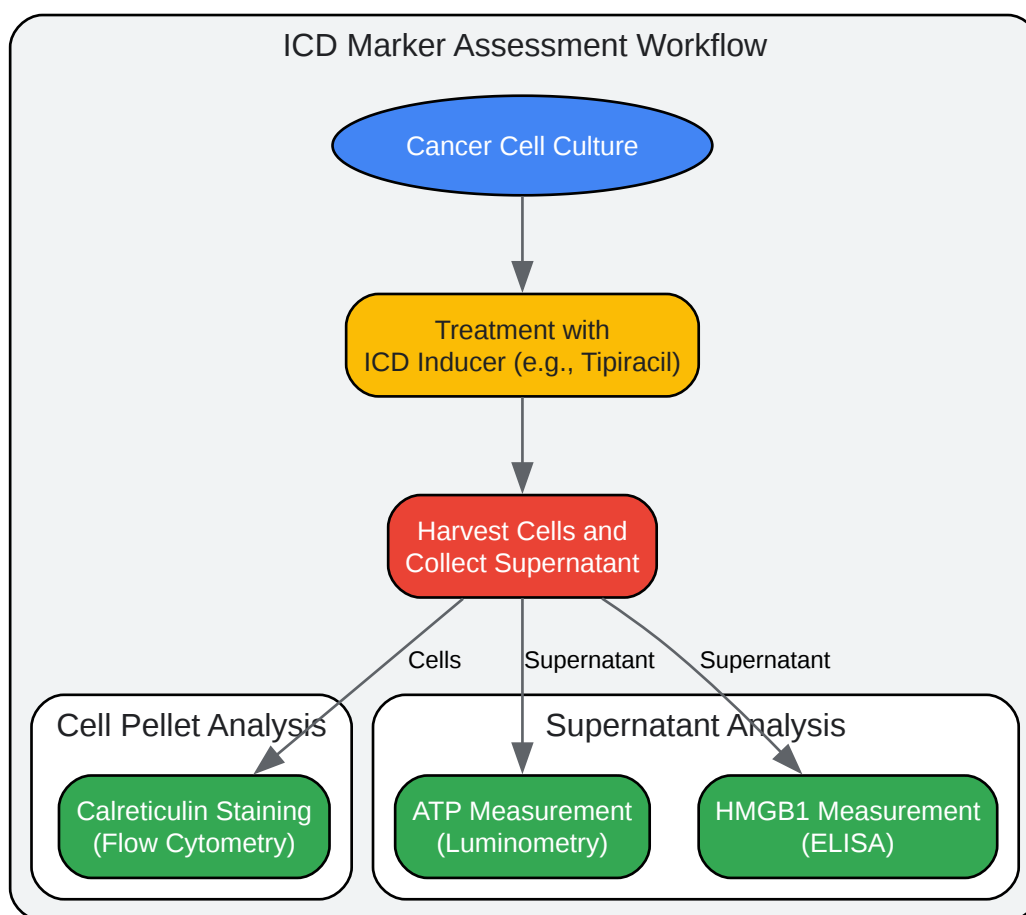 ICD Marker Assessment Workflow
Cancer Cell Culture
Treatment with
ICD Inducer (e.g., Tipiracil)
Harvest Cells and
Collect Supernatant
Cells
Supernatant
Supernatant
Cell Pellet Analysis
Supernatant Analysis
Calreticulin Staining
(Flow Cytometry)
ATP Measurement
(Luminometry)
HMGB1 Measurement
(ELISA)